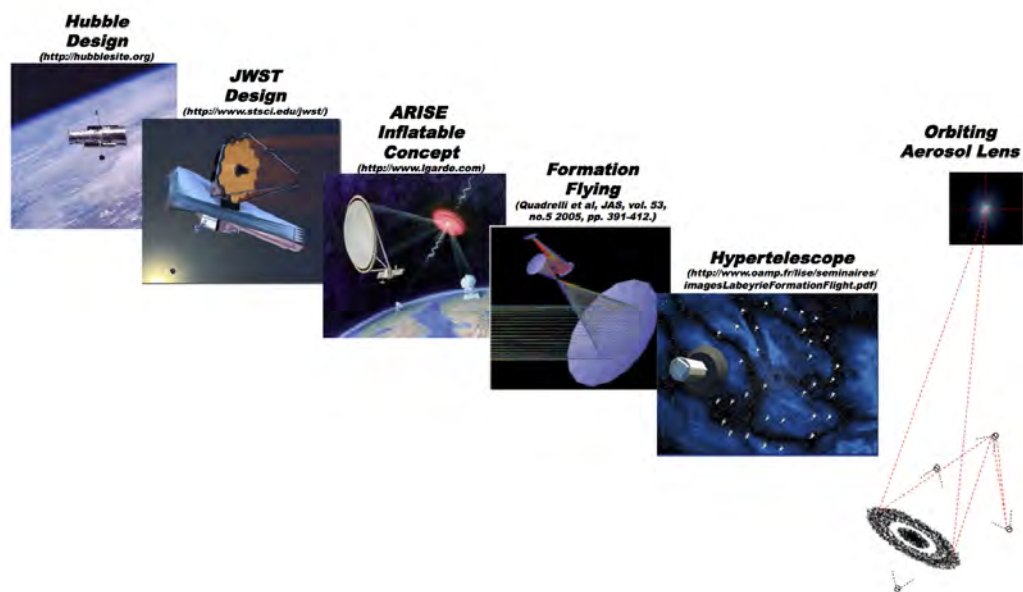 Hubble
Design
(http://hubblesite.org)
JWST
Design
(http://www.stsci.edu/jwst/)
ARISE
Inflatable
Concept
(http://www.lgarde.com)
Formation
Flying
(Quadrelli et al, JAS, vol. 53,
no.5 2005, pp. 391-412.)
Hypertelescope
(http://www.oamp.fr/lise/seminaires/
imagesLabeyrieFormationFlight.pdf)
Orbiting
Aerosol Lens